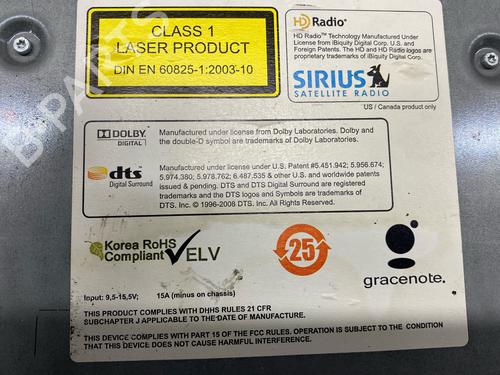 CLASS 1
LASER PRODUCT
DIN EN 60825-1:2003-10
HD Radio
HD Radio™ Technology Manufactured Under
License from iBiquity Digital Corp. U.S. and
Foreign Patents. The HD and HD Radio logos are
proprietary trademarks of iBiquity Digital Corp.
SIRIUS
SATELLITE RADIO
US / Canada product only
DOLBY
DIGITAL
Manufactured under license from Dolby Laboratories. Dolby and
the double-D symbol are trademarks of Dolby Laboratories.
dts
Digital Surround
Manufactured under license under U.S. Patent #5.451.942; 5.956.674;
5.974.380; 5.978.762; 6.487.535 & other U.S. and worldwide patents
issued & pending. DTS and DTS Digital Surround are registered
trademarks and the DTS logos and Symbols are trademarks of
DTS. Inc. © 1996-2008 DTS. Inc. All Rights Reserved.
Korea RoHS
Compliant
ELV
25
gracenote.
Input: 9,5-15,5V; 15A (minus on chassis)
THIS PRODUCT COMPLIES WITH DHHS RULES 21 CFR
SUBCHAPTER J APPLICABLE TO THE DATE OF MANUFACTURE.
THIS DEVICE COMPLIES WITH PART 15 OF THE FCC RULES. OPERATION IS SUBJECT TO THE CONDITION
THAT THIS DEVICE DOES NOT CAUSE HARMFUL INTERFERENCE.
B-PARTS